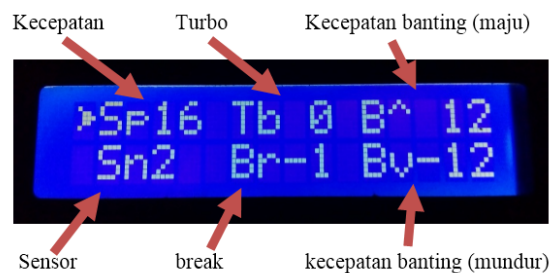 Kecepatan Turbo Kecepatan banting (maju)
Sp16 Tb 0 B^ 12
Sn2 Br-1 Bv-12
Sensor break kecepatan banting (mundur)